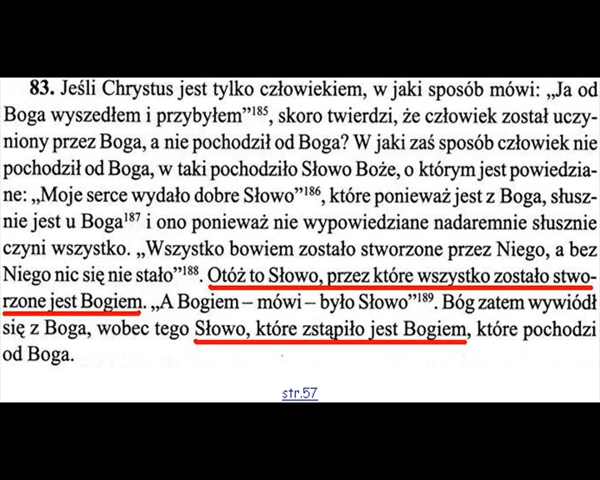 83. Jeśli Chrystus jest tylko człowiekiem, w jaki sposób mówi: „Ja od
Boga wyszedłem i przybyłem”185, skoro twierdzi, że człowiek został uczy-
niony przez Boga, a nie pochodził od Boga? W jaki zaś sposób człowiek nie
pochodził od Boga, w taki pochodziło Słowo Boże, o którym jest powiedzia-
ne: „Moje serce wydało dobre Słowo”186, które ponieważ jest z Boga, słusz-
nie jest u Boga187 i ono ponieważ nie wypowiedziane nadaremnie słusznie
czyni wszystko. „Wszystko bowiem zostało stworzone przez Niego, a bez
Niego nic się nie stało”188. Otóż to Słowo, przez które wszystko zostało stwo-
rzone jest Bogiem. „A Bogiem – mówi – było Słowo”189. Bóg zatem wywiódł
się z Boga, wobec tego Słowo, które zstąpiło jest Bogiem, które pochodzi
od Boga.
str.57